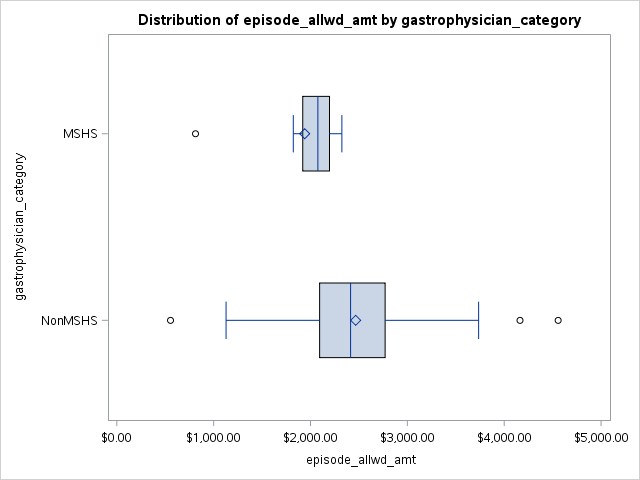 Distribution of episode_allwd_amt by gastrophysician_category
gastrophysician_category
MSHS
NonMSHS
$0.00
$1,000.00
$2,000.00
$3,000.00
$4,000.00
$5,000.00
episode_allwd_amt